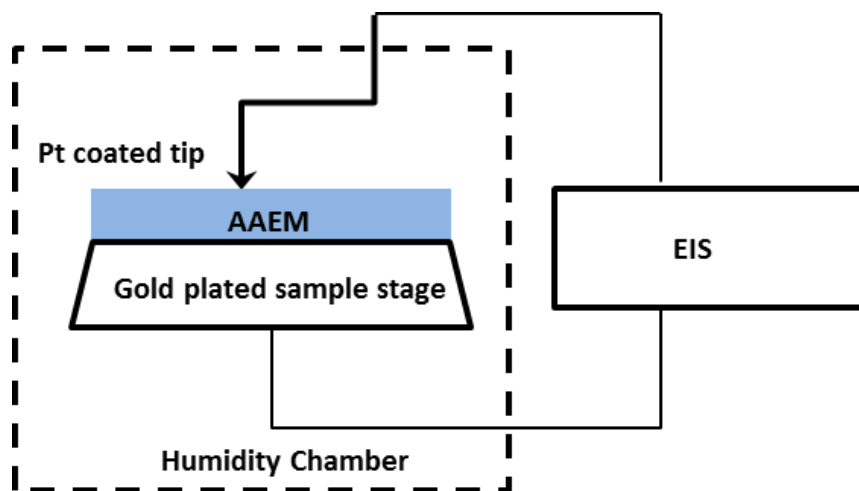 Pt coated tip
AAEM
EIS
Gold plated sample stage
Humidity Chamber